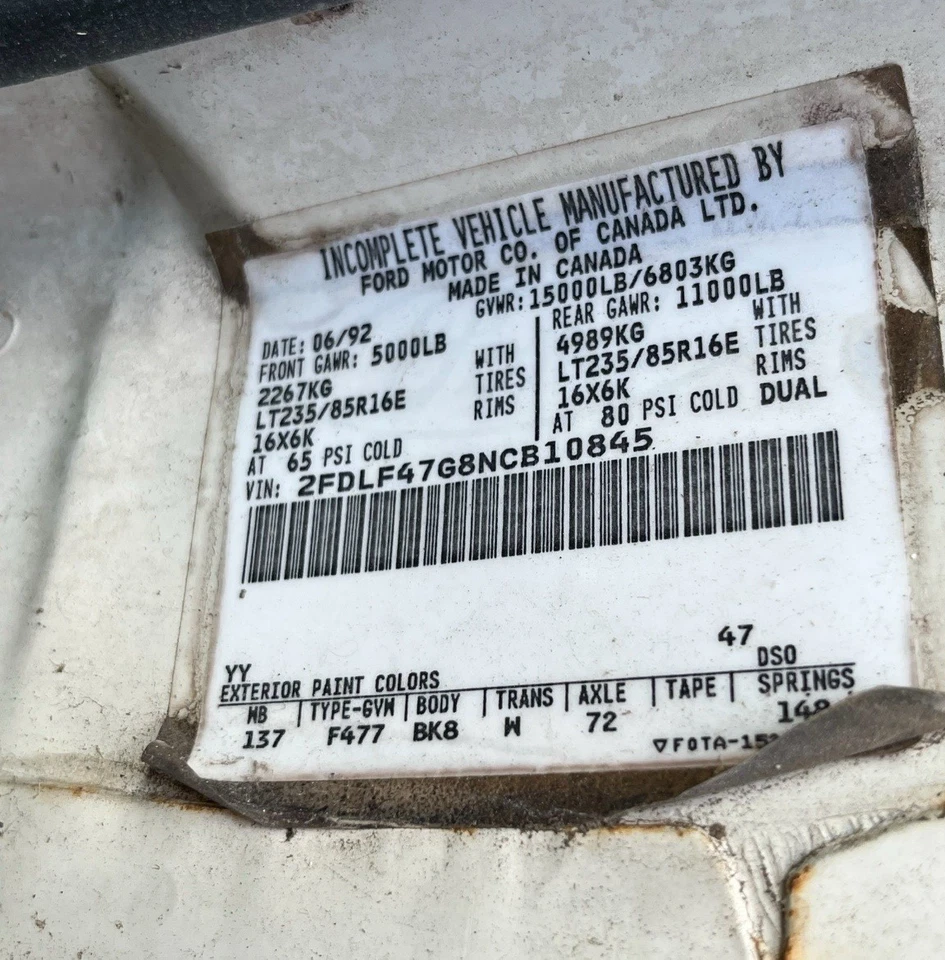 INCOMPLETE VEHICLE MANUFACTURED BY
FORD MOTOR CO. OF CANADA LTD.
MADE IN CANADA
DATE: 06/92 GVWR: 15000LB/6803KG
FRONT GAWR: 5000LB
2267KG WITH
LT235/85R16E TIRES
16X6K RIMS
AT 65 PSI COLD
REAR GAWR: 11000LB
4989KG WITH
LT235/85R16E TIRES
16X6K RIMS
AT 80 PSI COLD DUAL
VIN: 2FDLF47G8NCB10845
47
YY DSO
EXTERIOR PAINT COLORS
WB TYPE-GVW BODY TRANS AXLE TAPE SPRINGS
137 F477 BK8 W 72
▽F0TA-